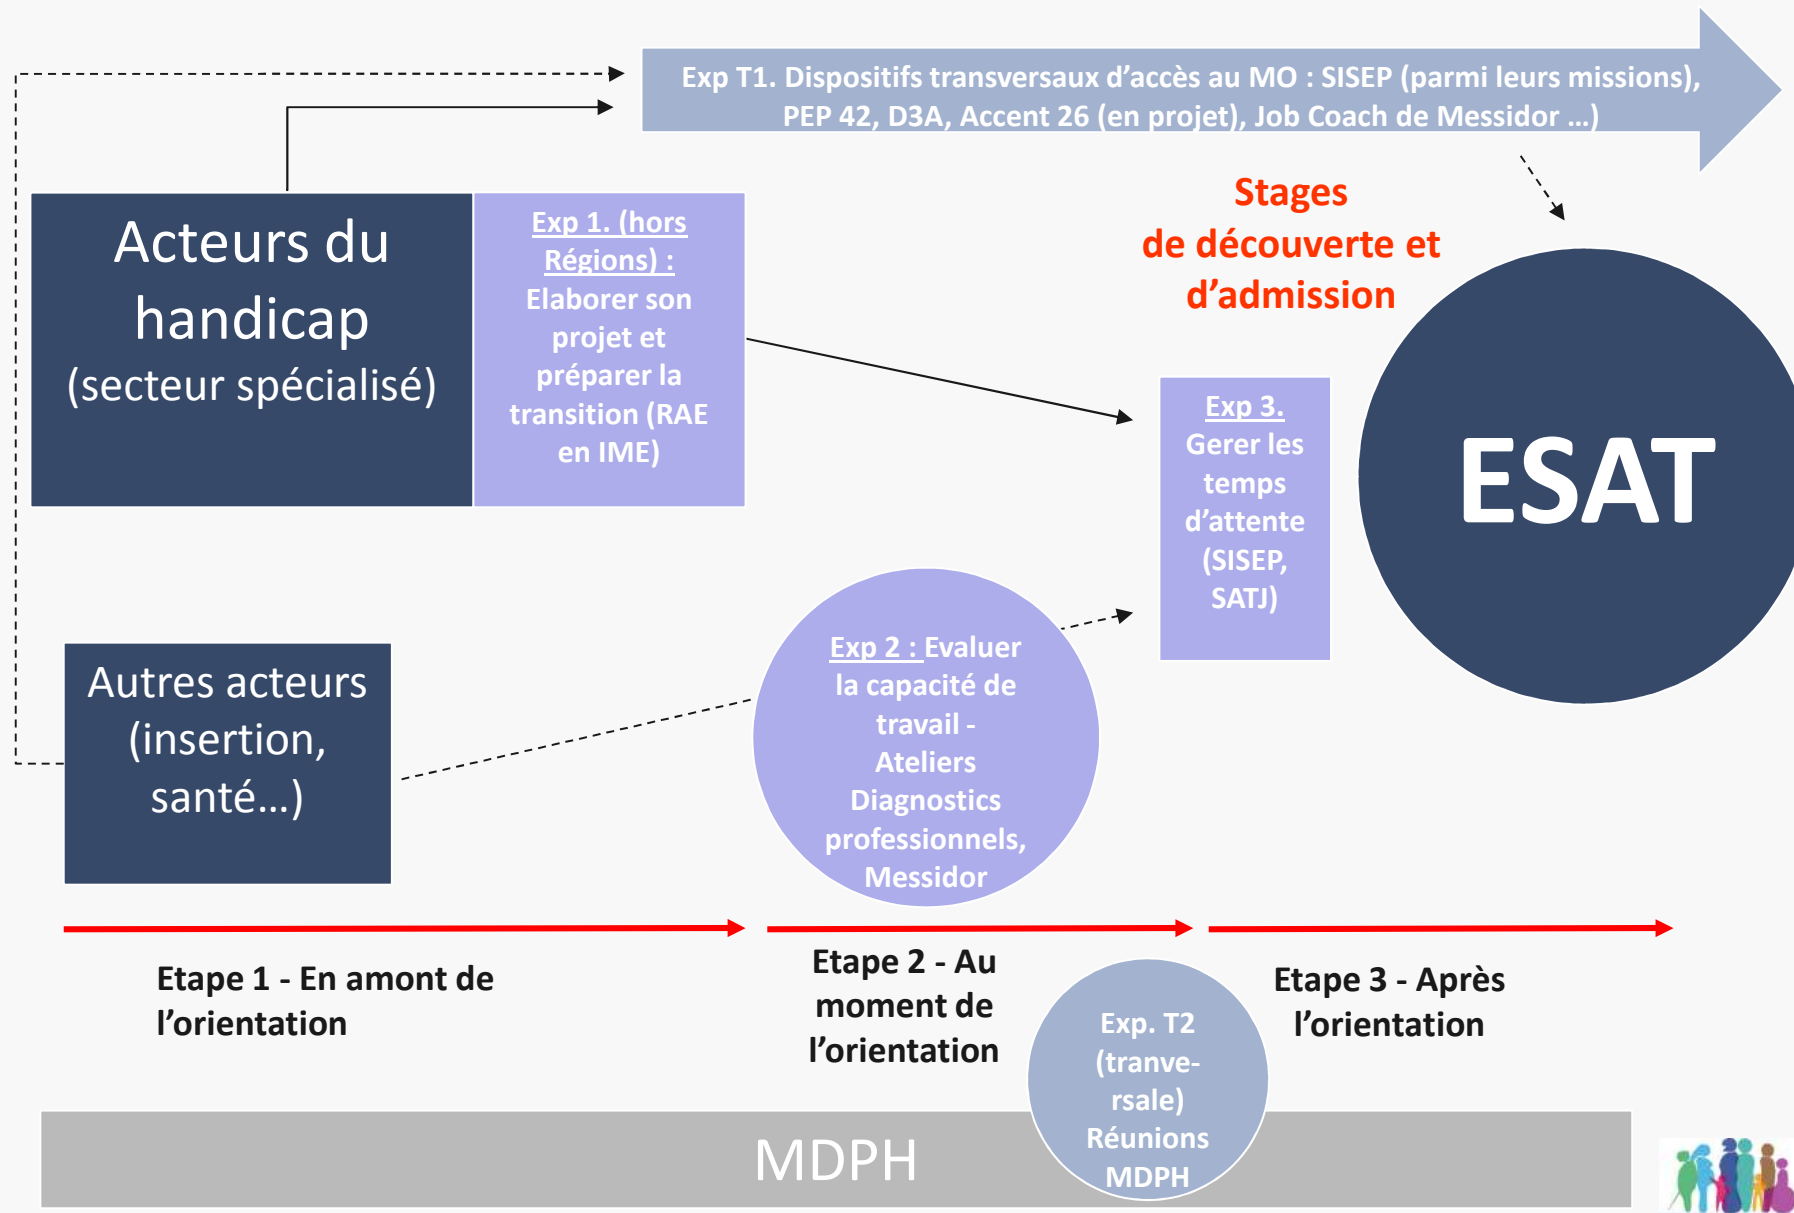 Exp T1. Dispositifs transversaux d’accès au MO : SISEP (parmi leurs missions),
PEP 42, D3A, Accent 26 (en projet), Job Coach de Messidor …)
Acteurs du
handicap
(secteur spécialisé)
Exp 1. (hors
Régions) :
Elaborer son
projet et
préparer la
transition (RAE
en IME)
Stages
de découverte et
d’admission
Exp 3.
Gerer les
temps
d’attente
(SISEP,
SATJ)
ESAT
Autres acteurs
(insertion,
santé…)
Exp 2 : Evaluer
la capacité de
travail -
Ateliers
Diagnostics
professionnels,
Messidor
Etape 1 - En amont de
l’orientation
Etape 2 - Au
moment de
l’orientation
Etape 3 - Après
l’orientation
Exp. T2
(tranve-
rsale)
Réunions
MDPH
MDPH